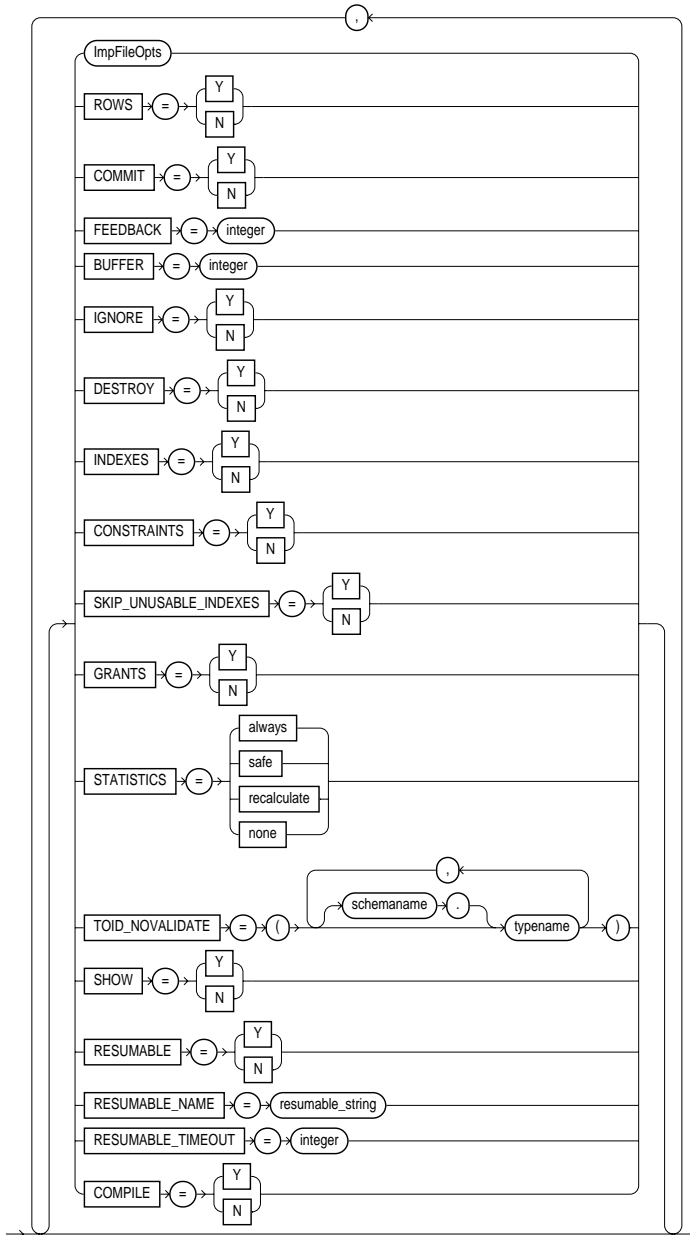 ,
ImpFileOpts
ROWS = Y
N
COMMIT = Y
N
FEEDBACK = integer
BUFFER = integer
IGNORE = Y
N
DESTROY = Y
N
INDEXES = Y
N
CONSTRAINTS = Y
N
SKIP_UNUSABLE_INDEXES = Y
N
GRANTS = Y
N
always
safe
STATISTICS =
recalculate
none
,
schemaname .
TOID_NOVALIDATE = ( typename )
SHOW = Y
N
RESUMABLE = Y
N
RESUMABLE_NAME = resumable_string
RESUMABLE_TIMEOUT = integer
COMPILE = Y
N